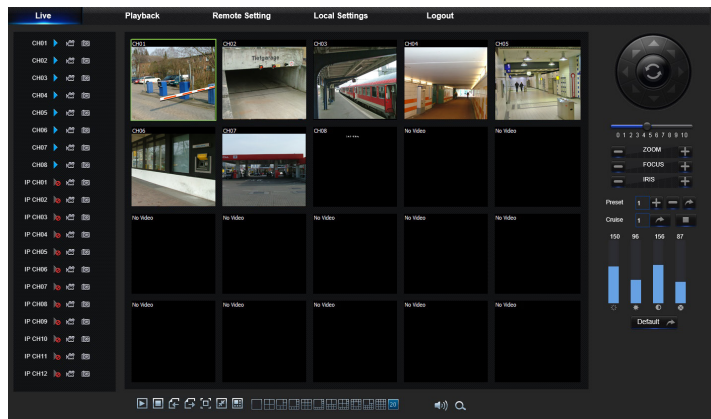 Live Playback Remote Setting Local Settings Logout
CH01
CH02
CH03
CH04
CH05
CH06
CH07
CH08
IP CH01
IP CH02
IP CH03
IP CH04
IP CH05
IP CH06
IP CH07
IP CH08
IP CH09
IP CH10
IP CH11
IP CH12
CH01 CH02 CH03 CH04 CH05
Tiefgarage
CH06 CH07 CH08 No Video No Video
No Video No Video No Video No Video No Video
No Video No Video No Video No Video No Video
20
0 1 2 3 4 5 6 7 8 9 10
ZOOM
FOCUS
IRIS
Preset 1
Cruise 1
150 96 156 87
Default